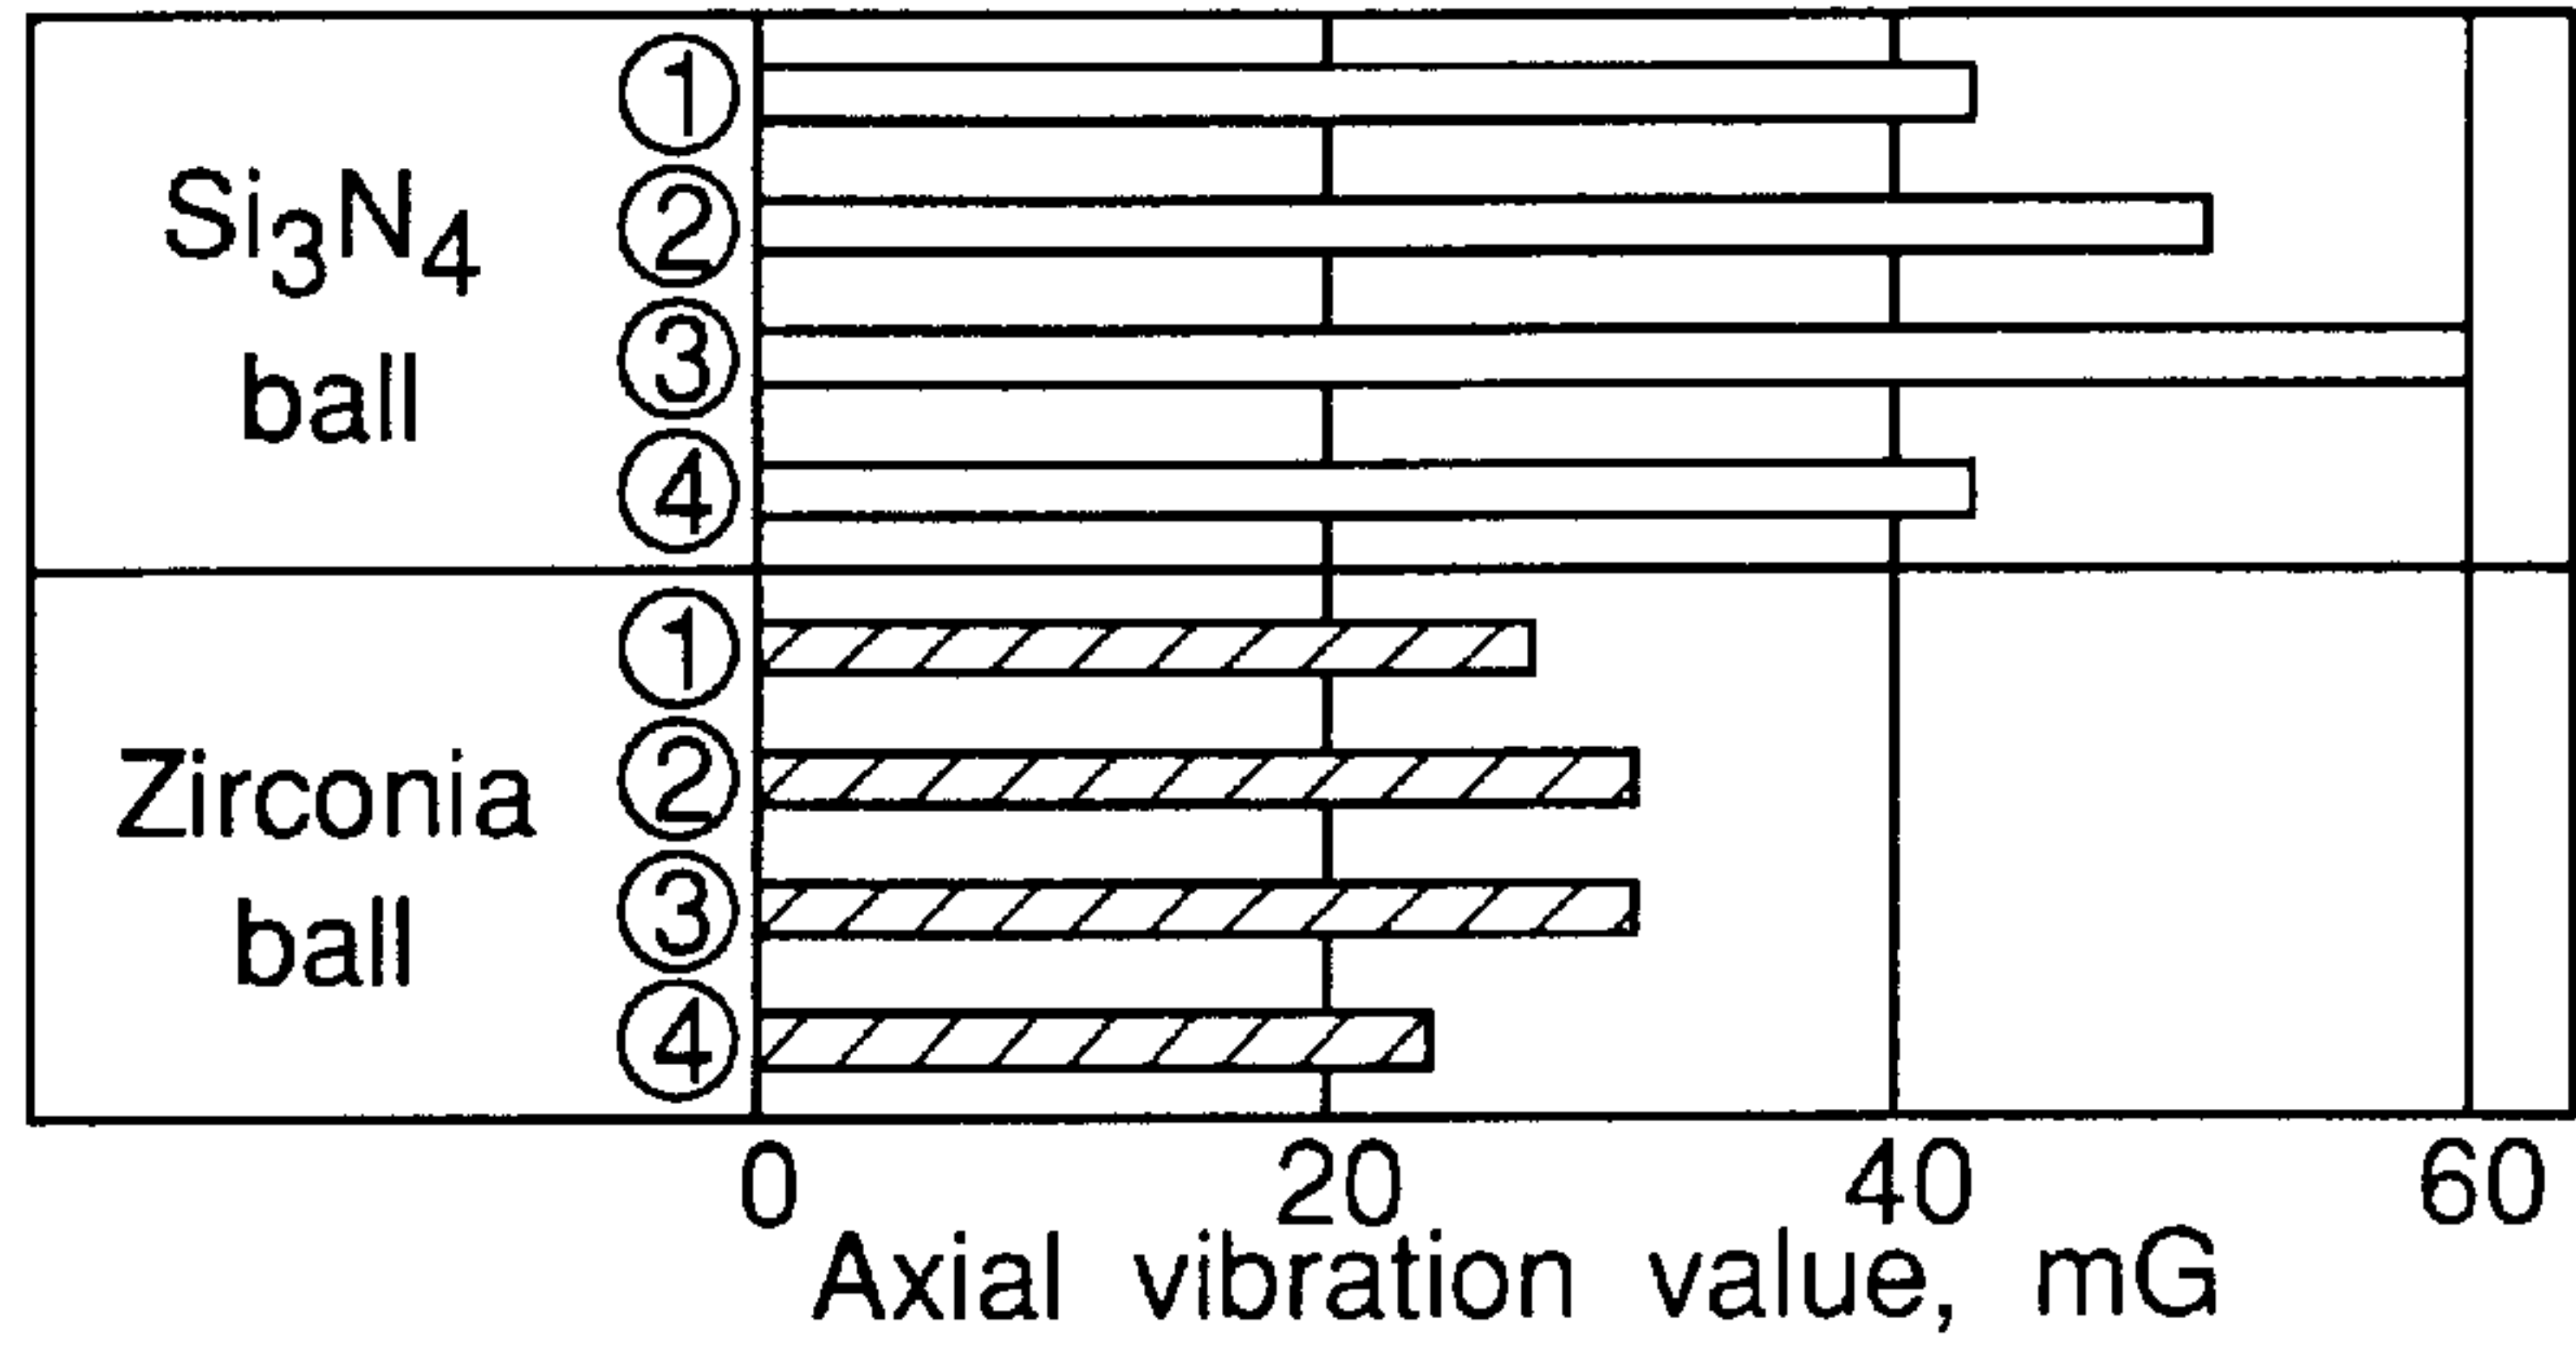 Si₃N₄
ball
①
②
③
④
Zirconia
ball
①
②
③
④
0 20 40 60
Axial vibration value, mG